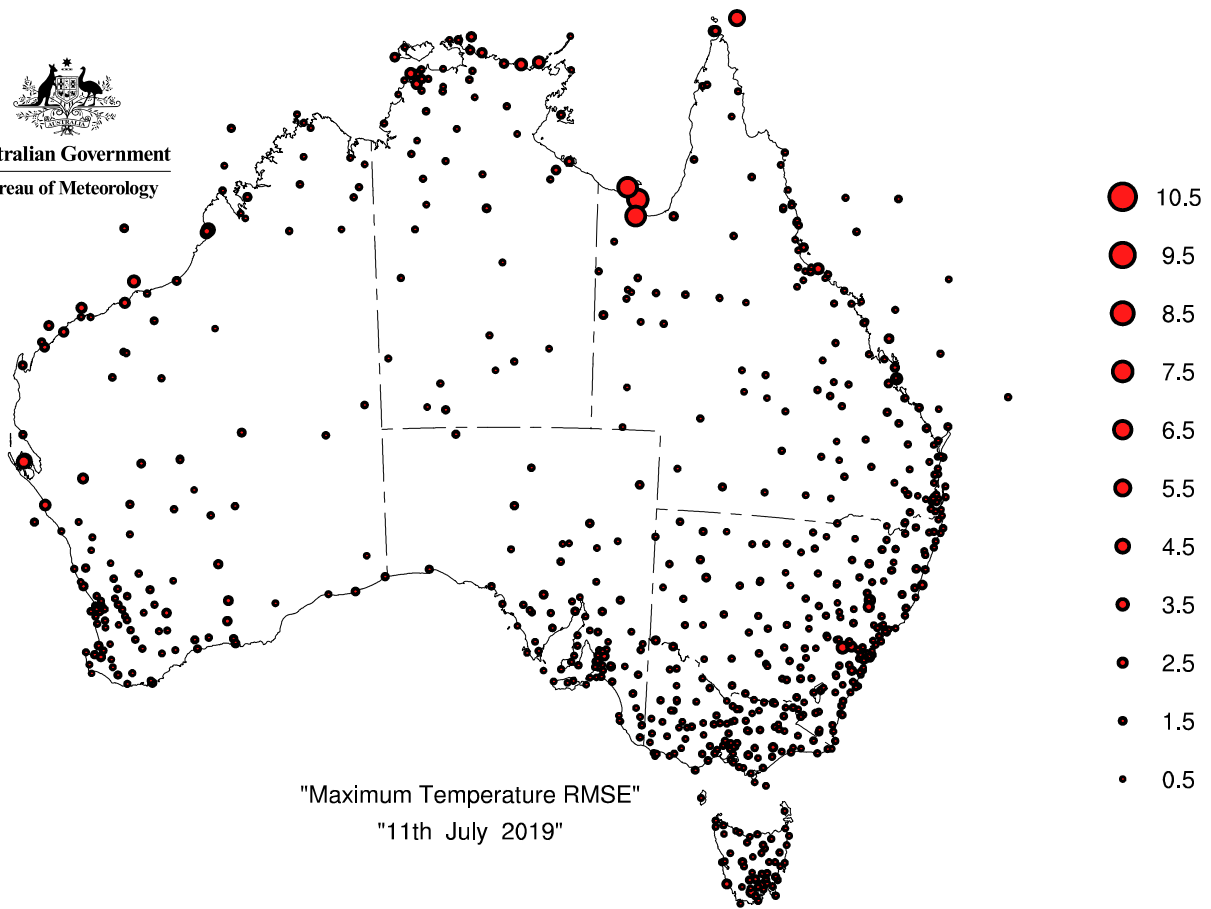 AUSTRALIA
tralian Government
reau of Meteorology
10.5
9.5
8.5
7.5
6.5
5.5
4.5
3.5
2.5
1.5
0.5
"Maximum Temperature RMSE"
"11th July 2019"